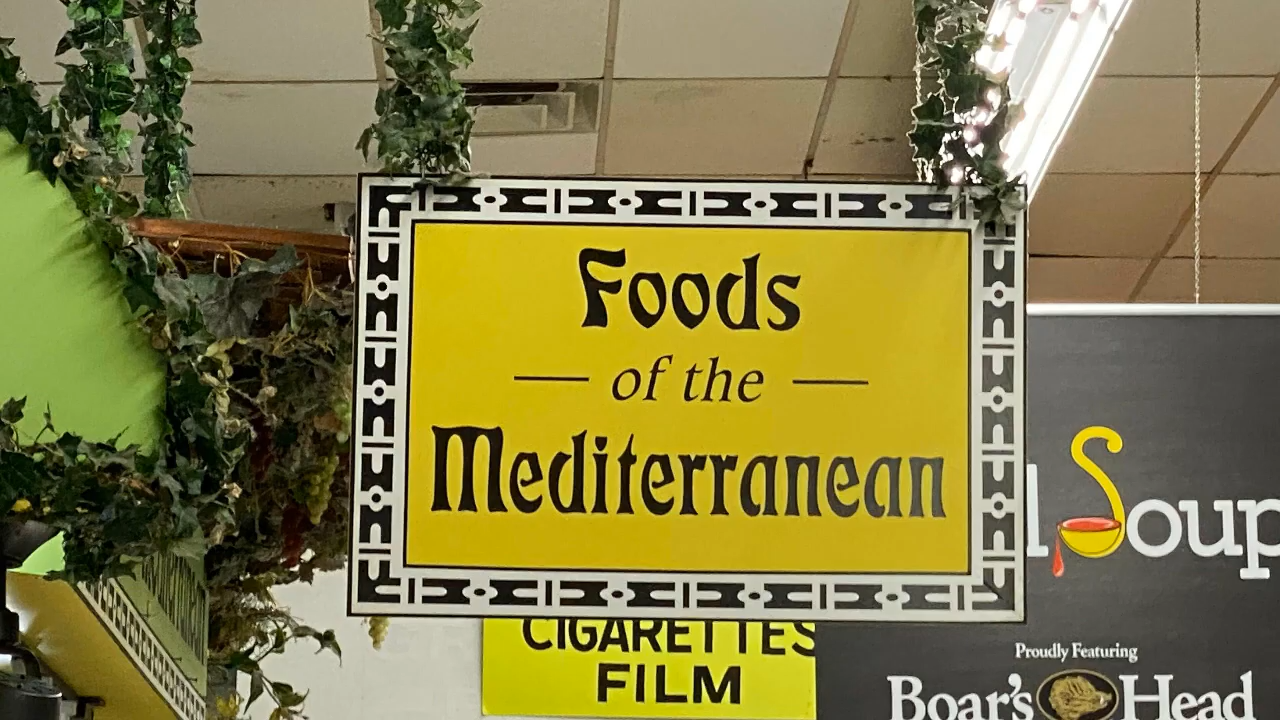 Foods
of the
Mediterranean
CIGARETTES
FILM
Soup
Proudly Featuring
Boar's Head